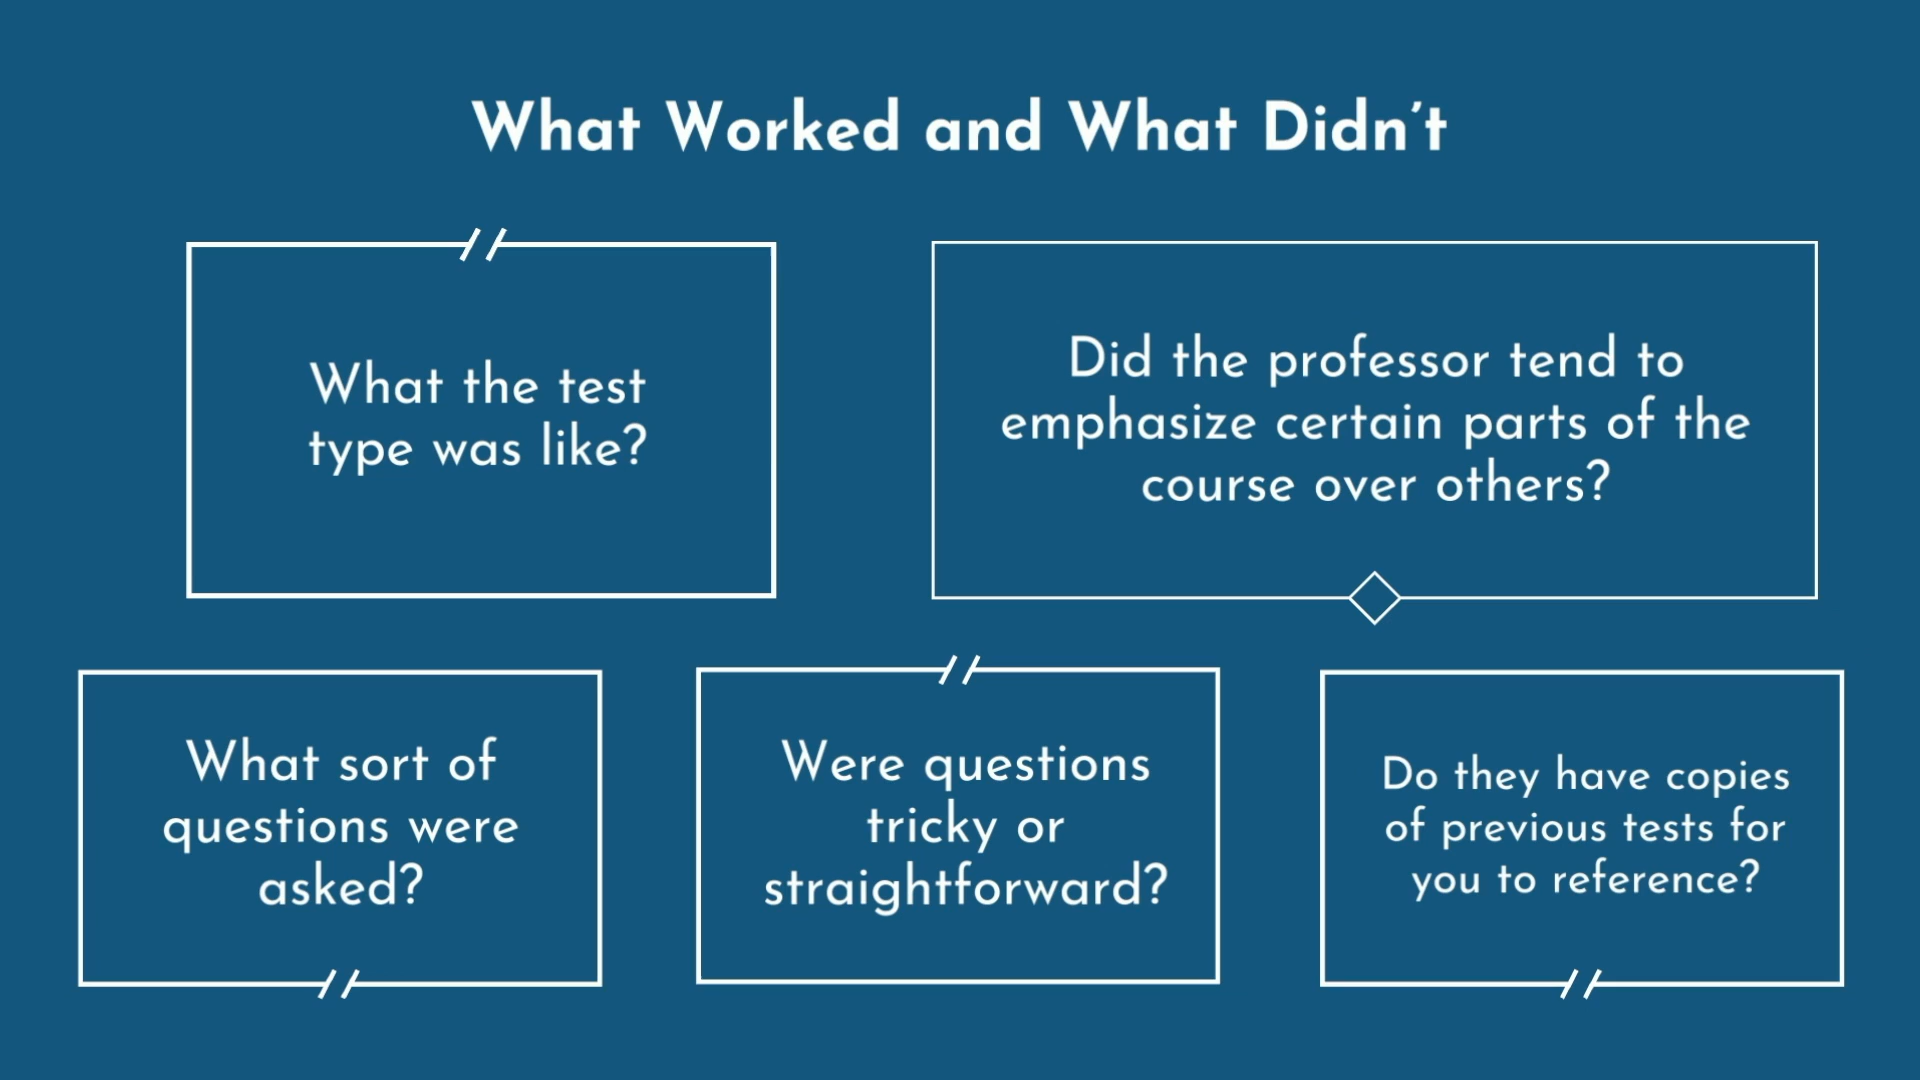 What Worked and What Didn't
What the test
type was like?
Did the professor tend to
emphasize certain parts of the
course over others?
What sort of
questions were
asked?
Were questions
tricky or
straightforward?
Do they have copies
of previous tests for
you to reference?